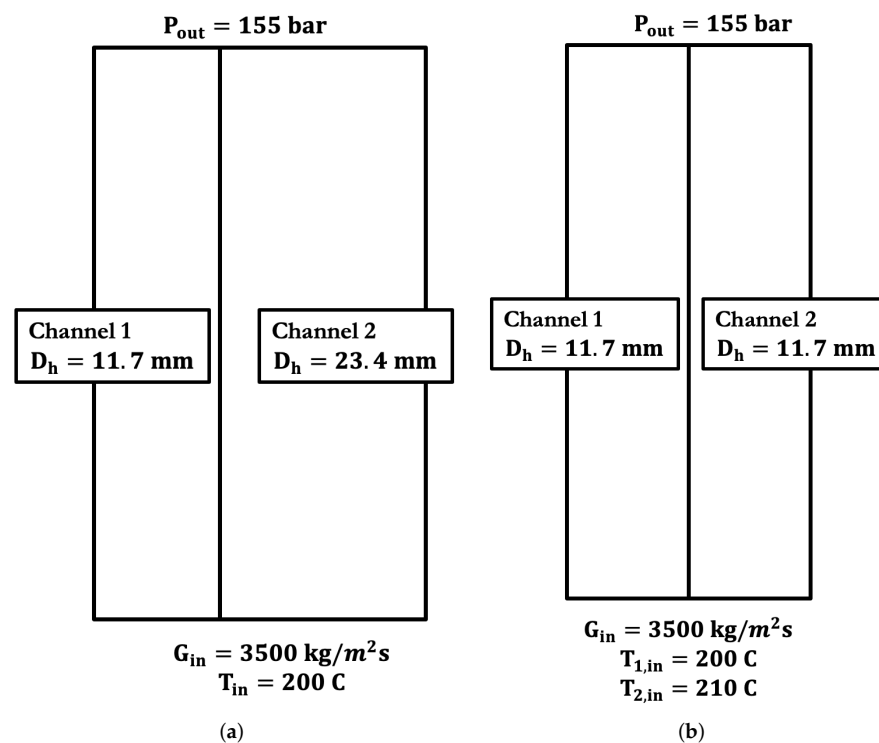 P_out = 155 bar
Channel 1
D_h = 11.7 mm
Channel 2
D_h = 23.4 mm
G_in = 3500 kg/m²s
T_in = 200 C
(a)
P_out = 155 bar
Channel 1
D_h = 11.7 mm
Channel 2
D_h = 11.7 mm
G_in = 3500 kg/m²s
T_1,in = 200 C
T_2,in = 210 C
(b)